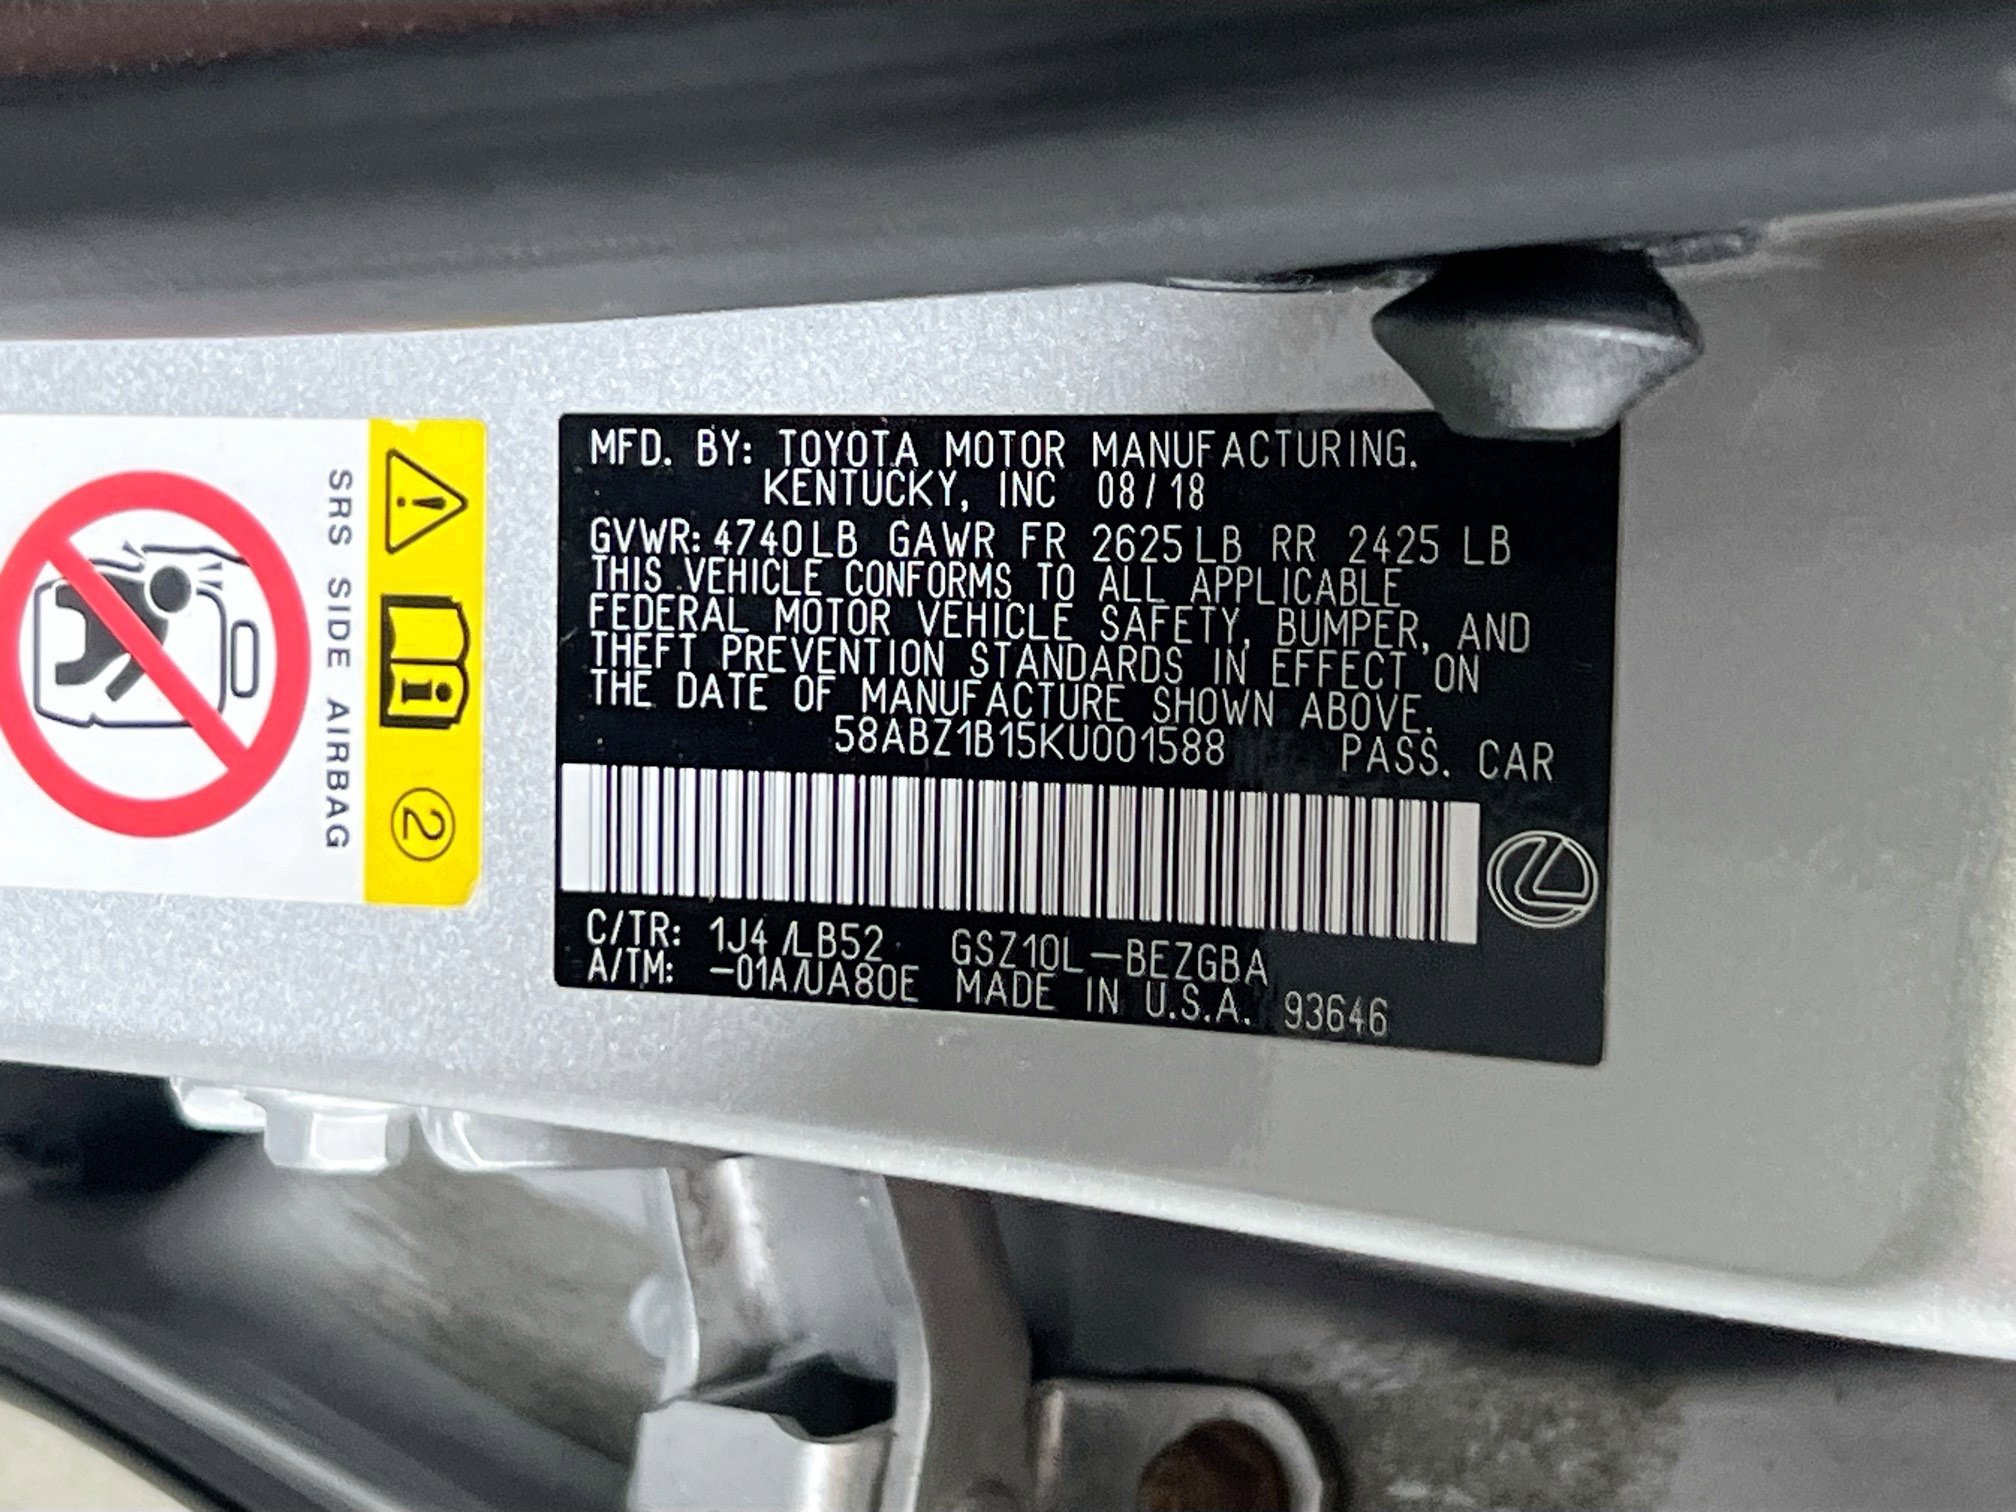 MFD. BY: TOYOTA MOTOR MANUFACTURING,
KENTUCKY, INC 08/18
GVWR: 4740LB GAWR FR 2625LB RR 2425 LB
THIS VEHICLE CONFORMS TO ALL APPLICABLE
FEDERAL MOTOR VEHICLE SAFETY, BUMPER, AND
THEFT PREVENTION STANDARDS IN EFFECT ON
THE DATE OF MANUFACTURE SHOWN ABOVE.
58ABZ1B15KU001588 PASS. CAR
C/TR: 1J4/LB52 GSZ10L-BEZGBA
A/TM: -01A/UA80E MADE IN U.S.A. 93646
SRS SIDE AIRBAG
2